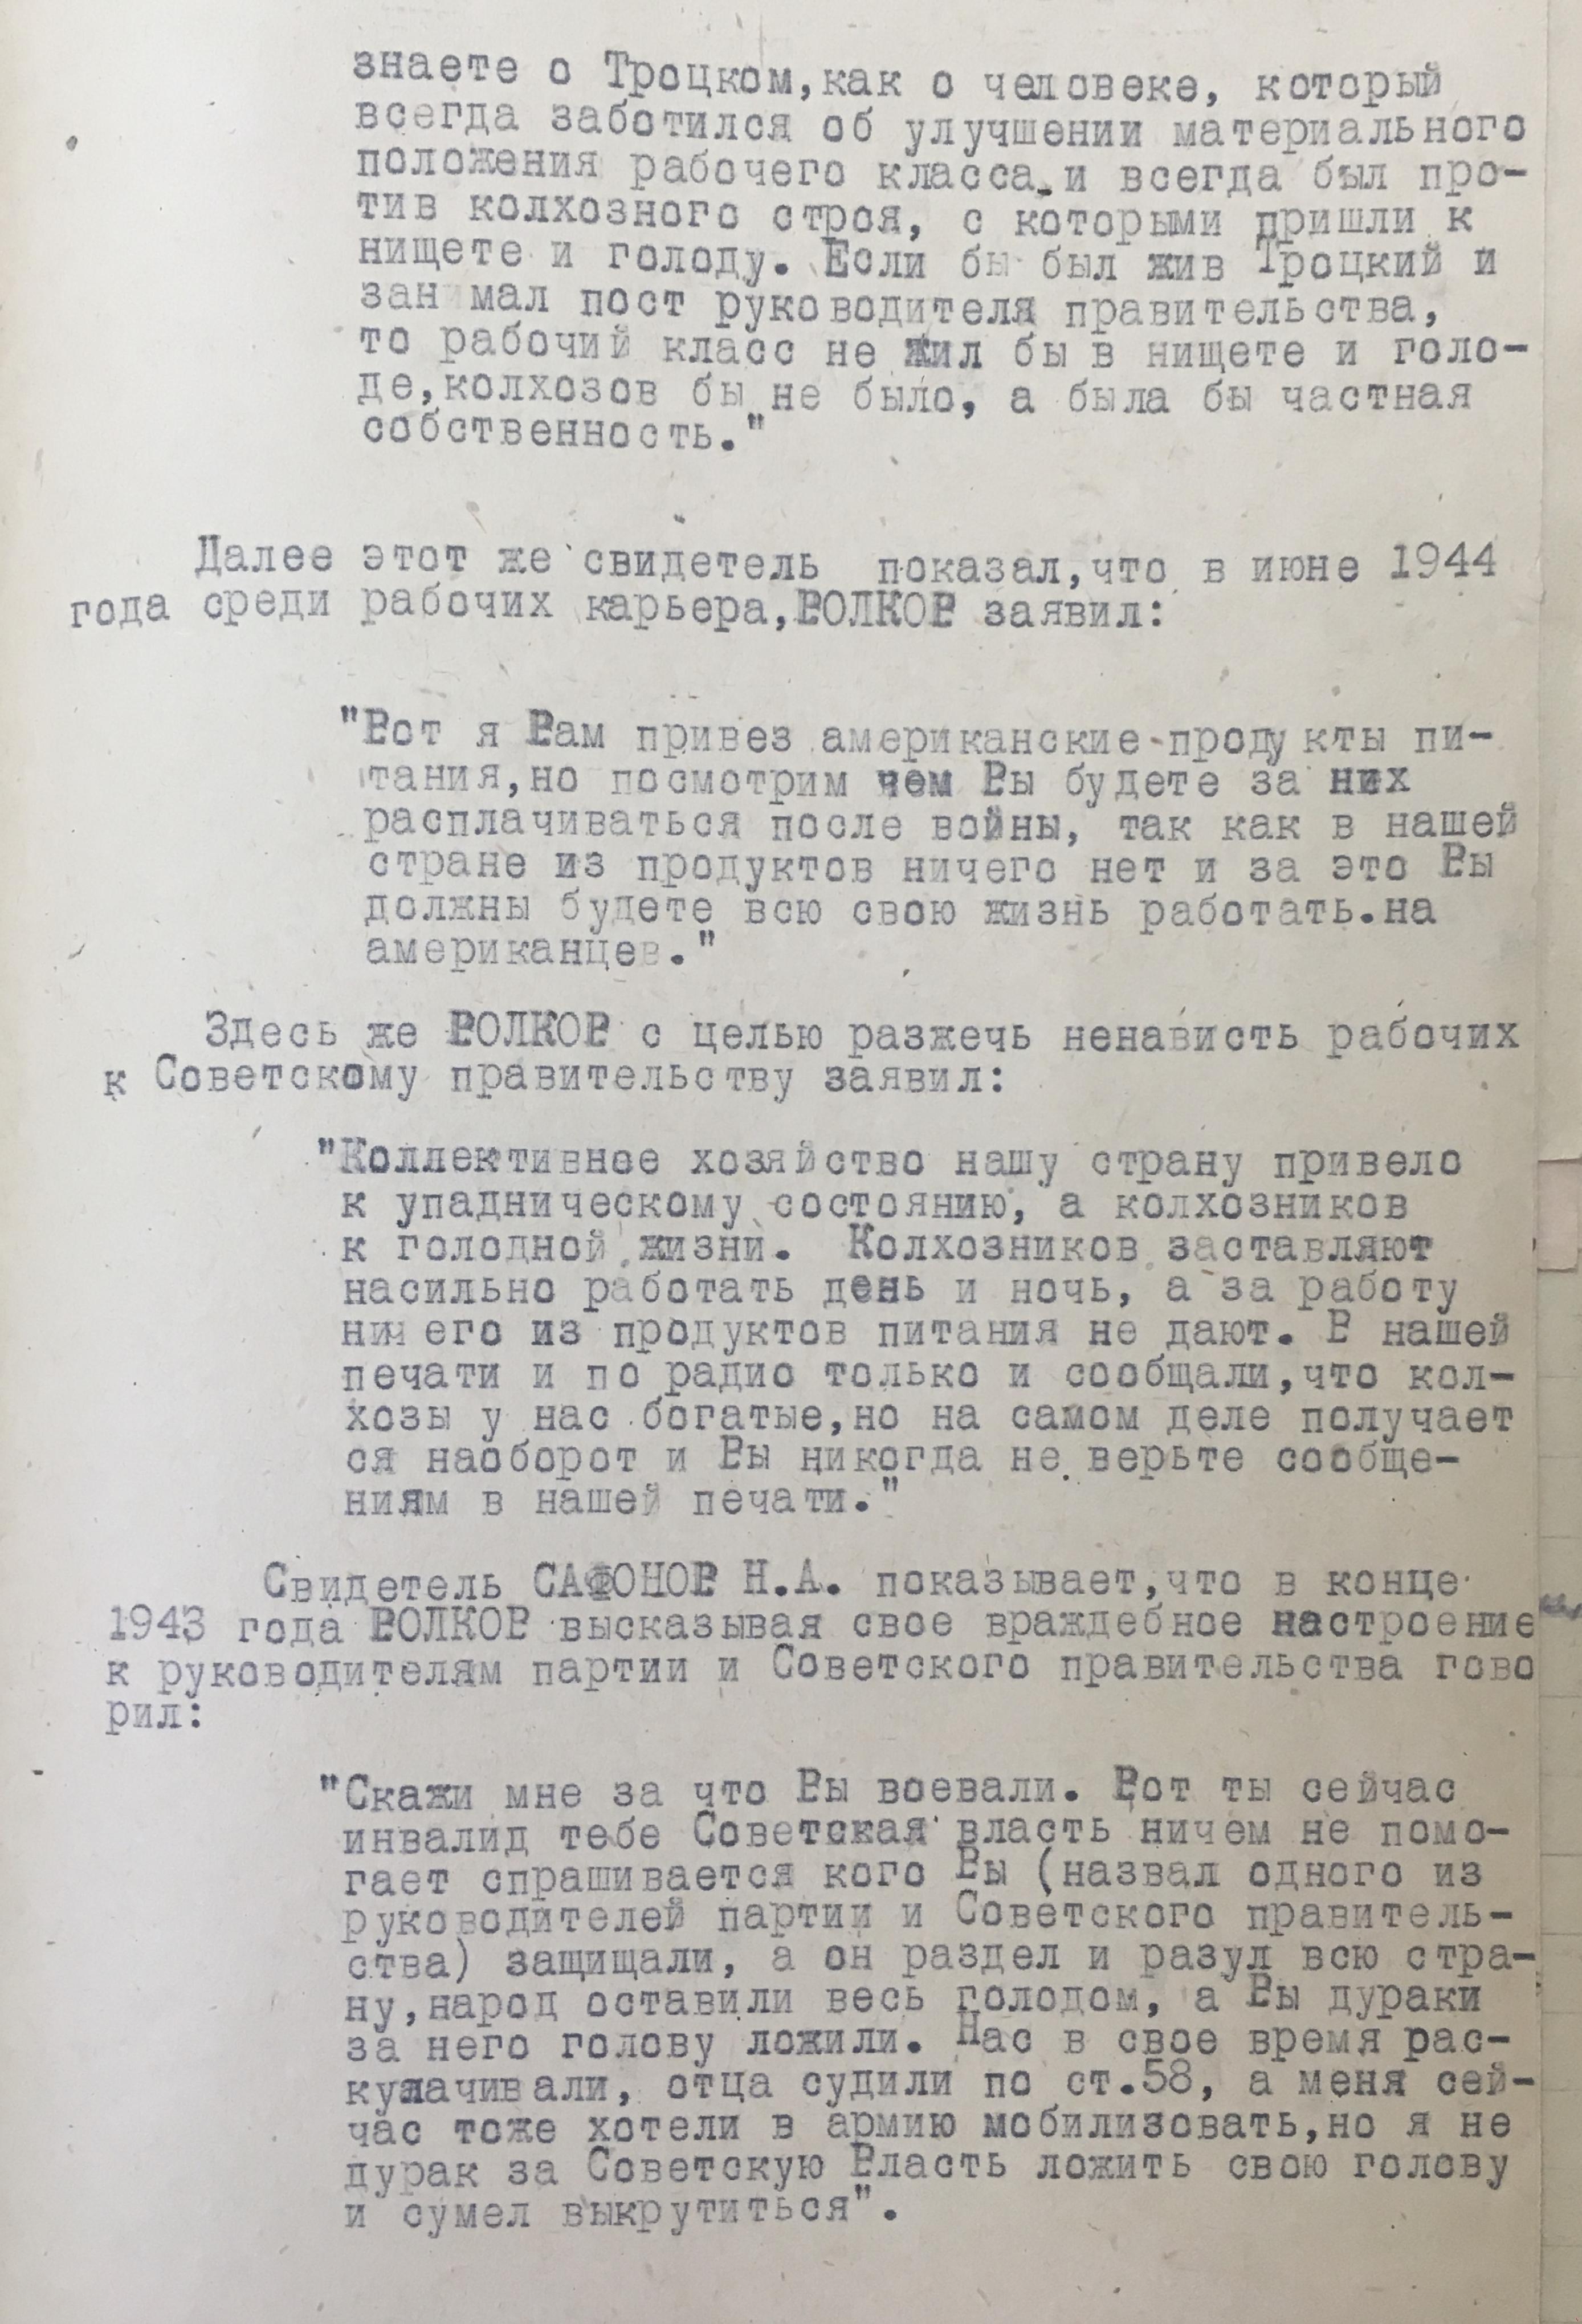 знаете о Троцком,как о человеке, который
всегда заботился об улучшении материального
положения рабочего класса и всегда был про-
тив колхозного строя, с которыми пришли к
нищете и голоду. Если бы был жив Троцкий и
занимал пост руководителя правительства,
то рабочий класс не жил бы в нищете и голо-
де,колхозов бы не было, а была бы частная
собственность."
Далее этот же свидетель показал,что в июне 1944
года среди рабочих карьера,ВОЛКОВ заявил:
"Вот я Вам привез американские продукты пи-
тания,но посмотрим чем Вы будете за них
расплачиваться после войны, так как в нашей
стране из продуктов ничего нет и за это Вы
должны будете всю свою жизнь работать.на
американцев."
Здесь же ВОЛКОВ с целью разжечь ненависть рабочих
к Советскому правительству заявил:
"Коллективное хозяйство нашу страну привело
к упадническому состоянию, а колхозников
к голодной жизни. Колхозников заставляют
насильно работать день и ночь, а за работу
ничего из продуктов питания не дают. В нашей
печати и по радио только и сообщали,что кол-
хозы у нас богатые,но на самом деле получает
ся наоборот и Вы никогда не верьте сообще-
ниям в нашей печати."
Свидетель САФОНОВ Н.А. показывает,что в конце
1943 года ВОЛКОВ высказывая свое враждебное настроение
к руководителям партии и Советского правительства гово
рил:
"Скажи мне за что Вы воевали. Вот ты сейчас
инвалид тебе Советская власть ничем не помо-
гает спрашивается кого Вы (назвал одного из
руководителей партии и Советского правитель-
ства) защищали, а он раздел и разул всю стра-
ну,народ оставили весь голодом, а Вы дураки
за него голову ложили. Нас в свое время рас-
кулачивали, отца судили по ст.58, а меня сей-
час тоже хотели в армию мобилизовать,но я не
дурак за Советскую Власть ложить свою голову
и сумел выкрутиться".